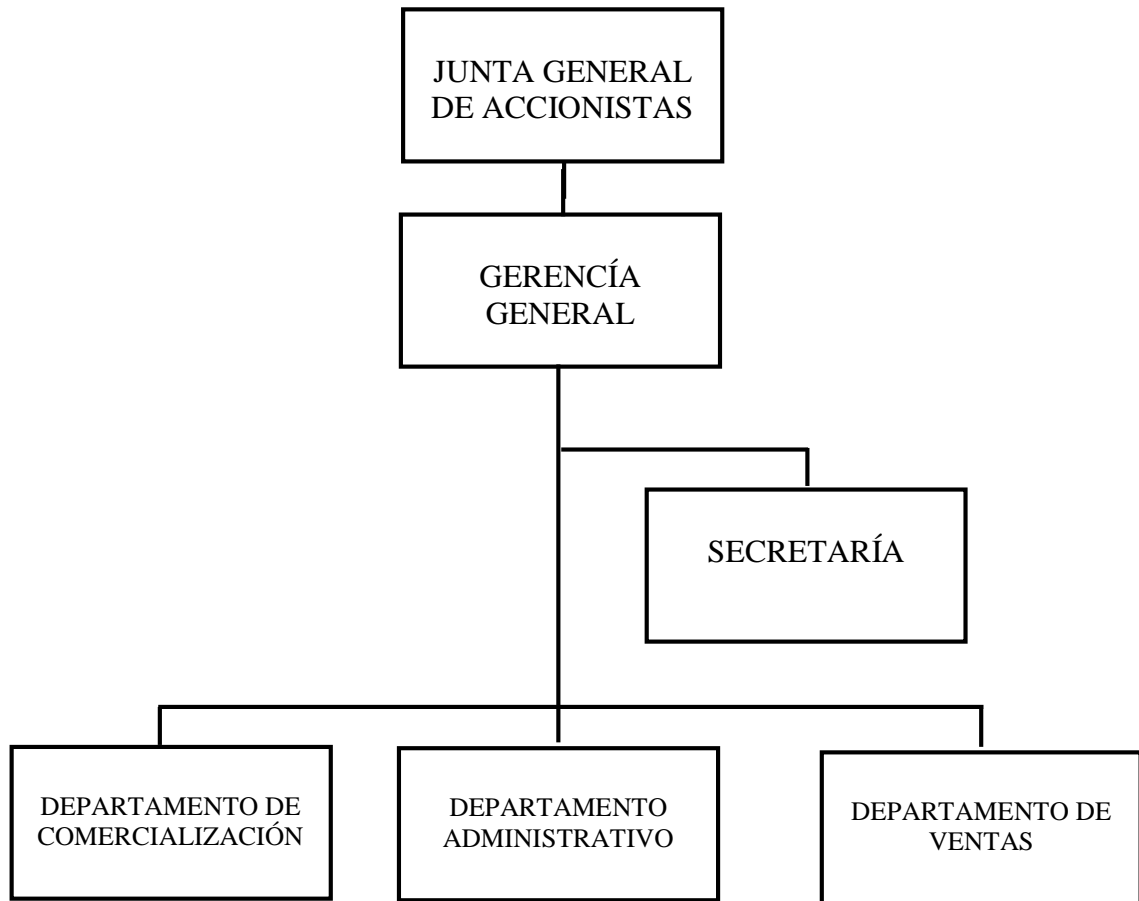 JUNTA GENERAL
DE ACCIONISTAS
GERENCÍA
GENERAL
SECRETARÍA
DEPARTAMENTO DE
COMERCIALIZACIÓN
DEPARTAMENTO
ADMINISTRATIVO
DEPARTAMENTO DE
VENTAS